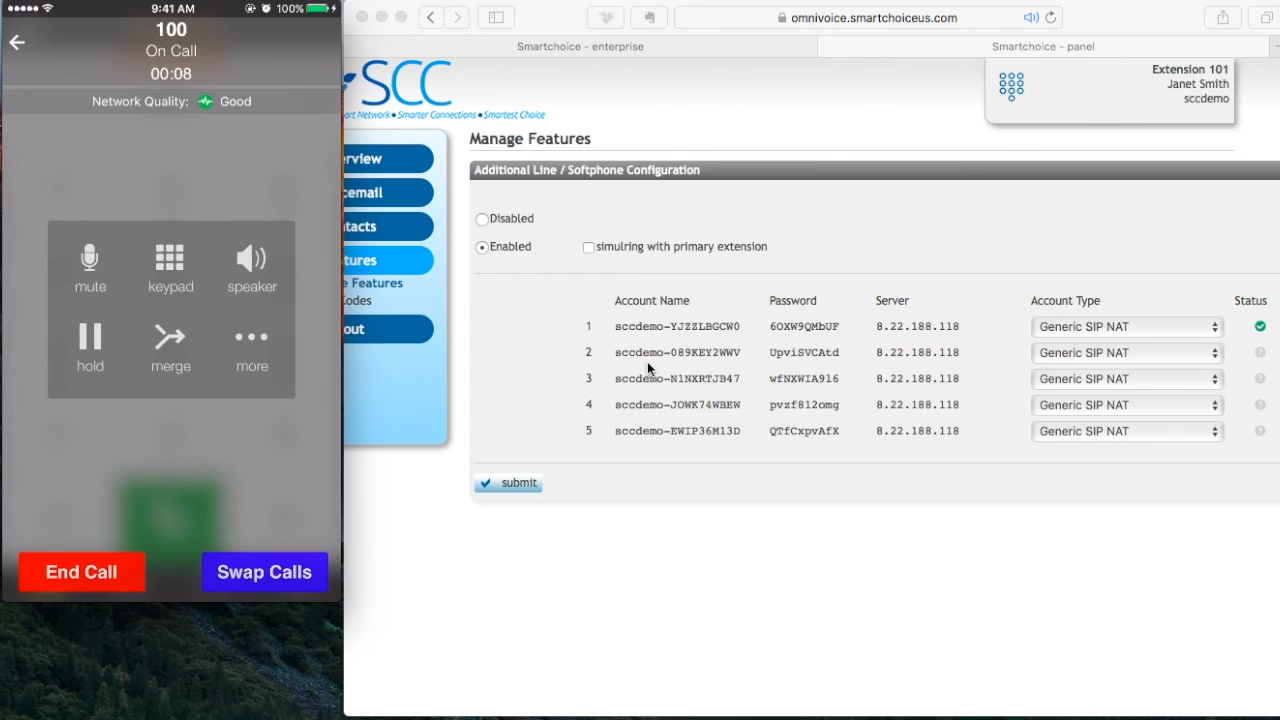 9:41 AM
100%
100
On Call
00:08
Network Quality: Good
mute
keypad
speaker
hold
merge
more
End Call
Swap Calls
omnivoice.smartchoiceus.com
Smartchoice - enterprise
Smartchoice - panel
SCC
art Network • Smarter Connections • Smartest Choice
Extension 101
Janet Smith
sccdemo
erview
cemail
ntacts
tures
e Features
Codes
out
Manage Features
Additional Line / Softphone Configuration
Disabled
Enabled
simulring with primary extension
Account Name Password Server Account Type Status
1 sccdemo-YJZZLBGCW0 6OXW9QMbUF 8.22.188.118 Generic SIP NAT
2 sccdemo-089KEY2WWV UpviSVCAtd 8.22.188.118 Generic SIP NAT
3 sccdemo-N1NXRTJB47 wfNXWIA916 8.22.188.118 Generic SIP NAT
4 sccdemo-JOWK74WBEW pvzf812omg 8.22.188.118 Generic SIP NAT
5 sccdemo-EWIP36M13D QTfCxpvAfX 8.22.188.118 Generic SIP NAT
submit